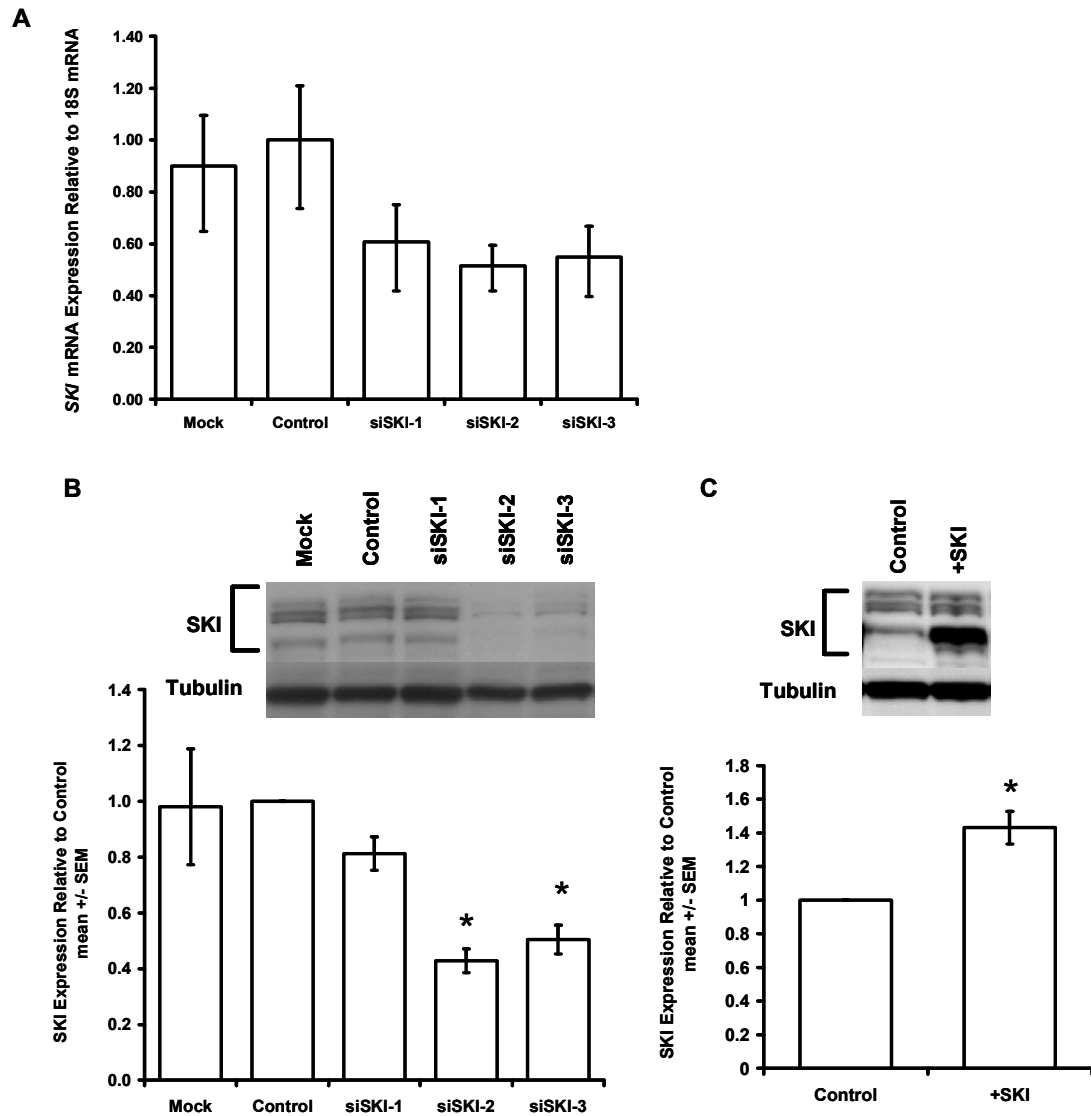 A
SKI mRNA Expression Relative to 18S mRNA
1.40
1.20
1.00
0.80
0.60
0.40
0.20
0.00
Mock Control siSKI-1 siSKI-2 siSKI-3
B
Mock Control siSKI-1 siSKI-2 siSKI-3
SKI
Tubulin
SKI Expression Relative to Control
mean +/- SEM
1.4
1.2
1.0
0.8
0.6
0.4
0.2
0.0
*
*
Mock Control siSKI-1 siSKI-2 siSKI-3
C
Control +SKI
SKI
Tubulin
SKI Expression Relative to Control
mean +/- SEM
1.8
1.6
1.4
1.2
1
0.8
0.6
0.4
0.2
0
*
Control +SKI